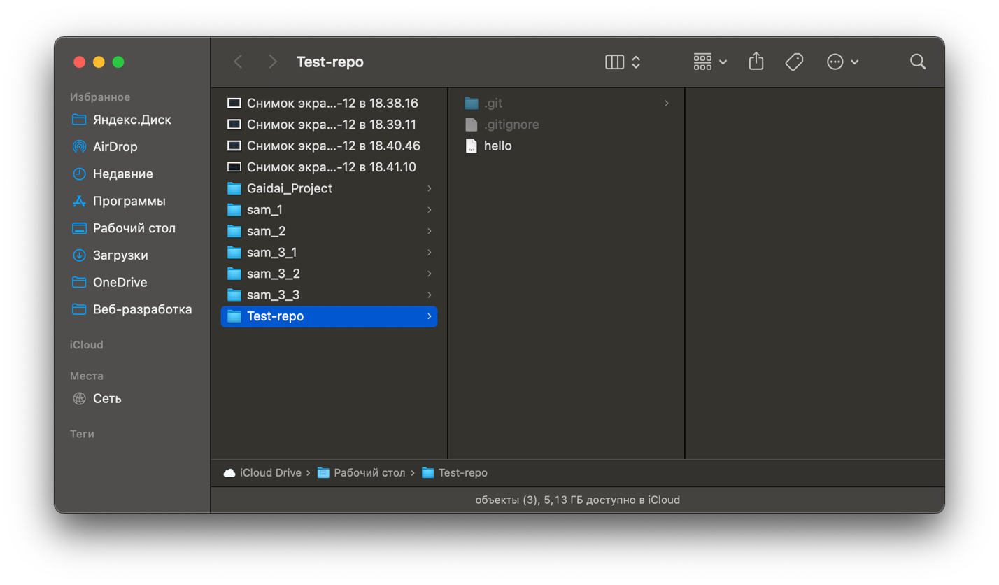 Test-repo
Избранное
Яндекс.Диск
AirDrop
Недавние
Программы
Рабочий стол
Загрузки
OneDrive
Веб-разработка
iCloud
Места
Сеть
Теги
Снимок экра...-12 в 18.38.16
Снимок экра...-12 в 18.39.11
Снимок экра...-12 в 18.40.46
Снимок экра...-12 в 18.41.10
Gaidai_Project
sam_1
sam_2
sam_3_1
sam_3_2
sam_3_3
Test-repo
.git
.gitignore
TXT
hello
iCloud Drive › Рабочий стол › Test-repo
объекты (3), 5,13 ГБ доступно в iCloud